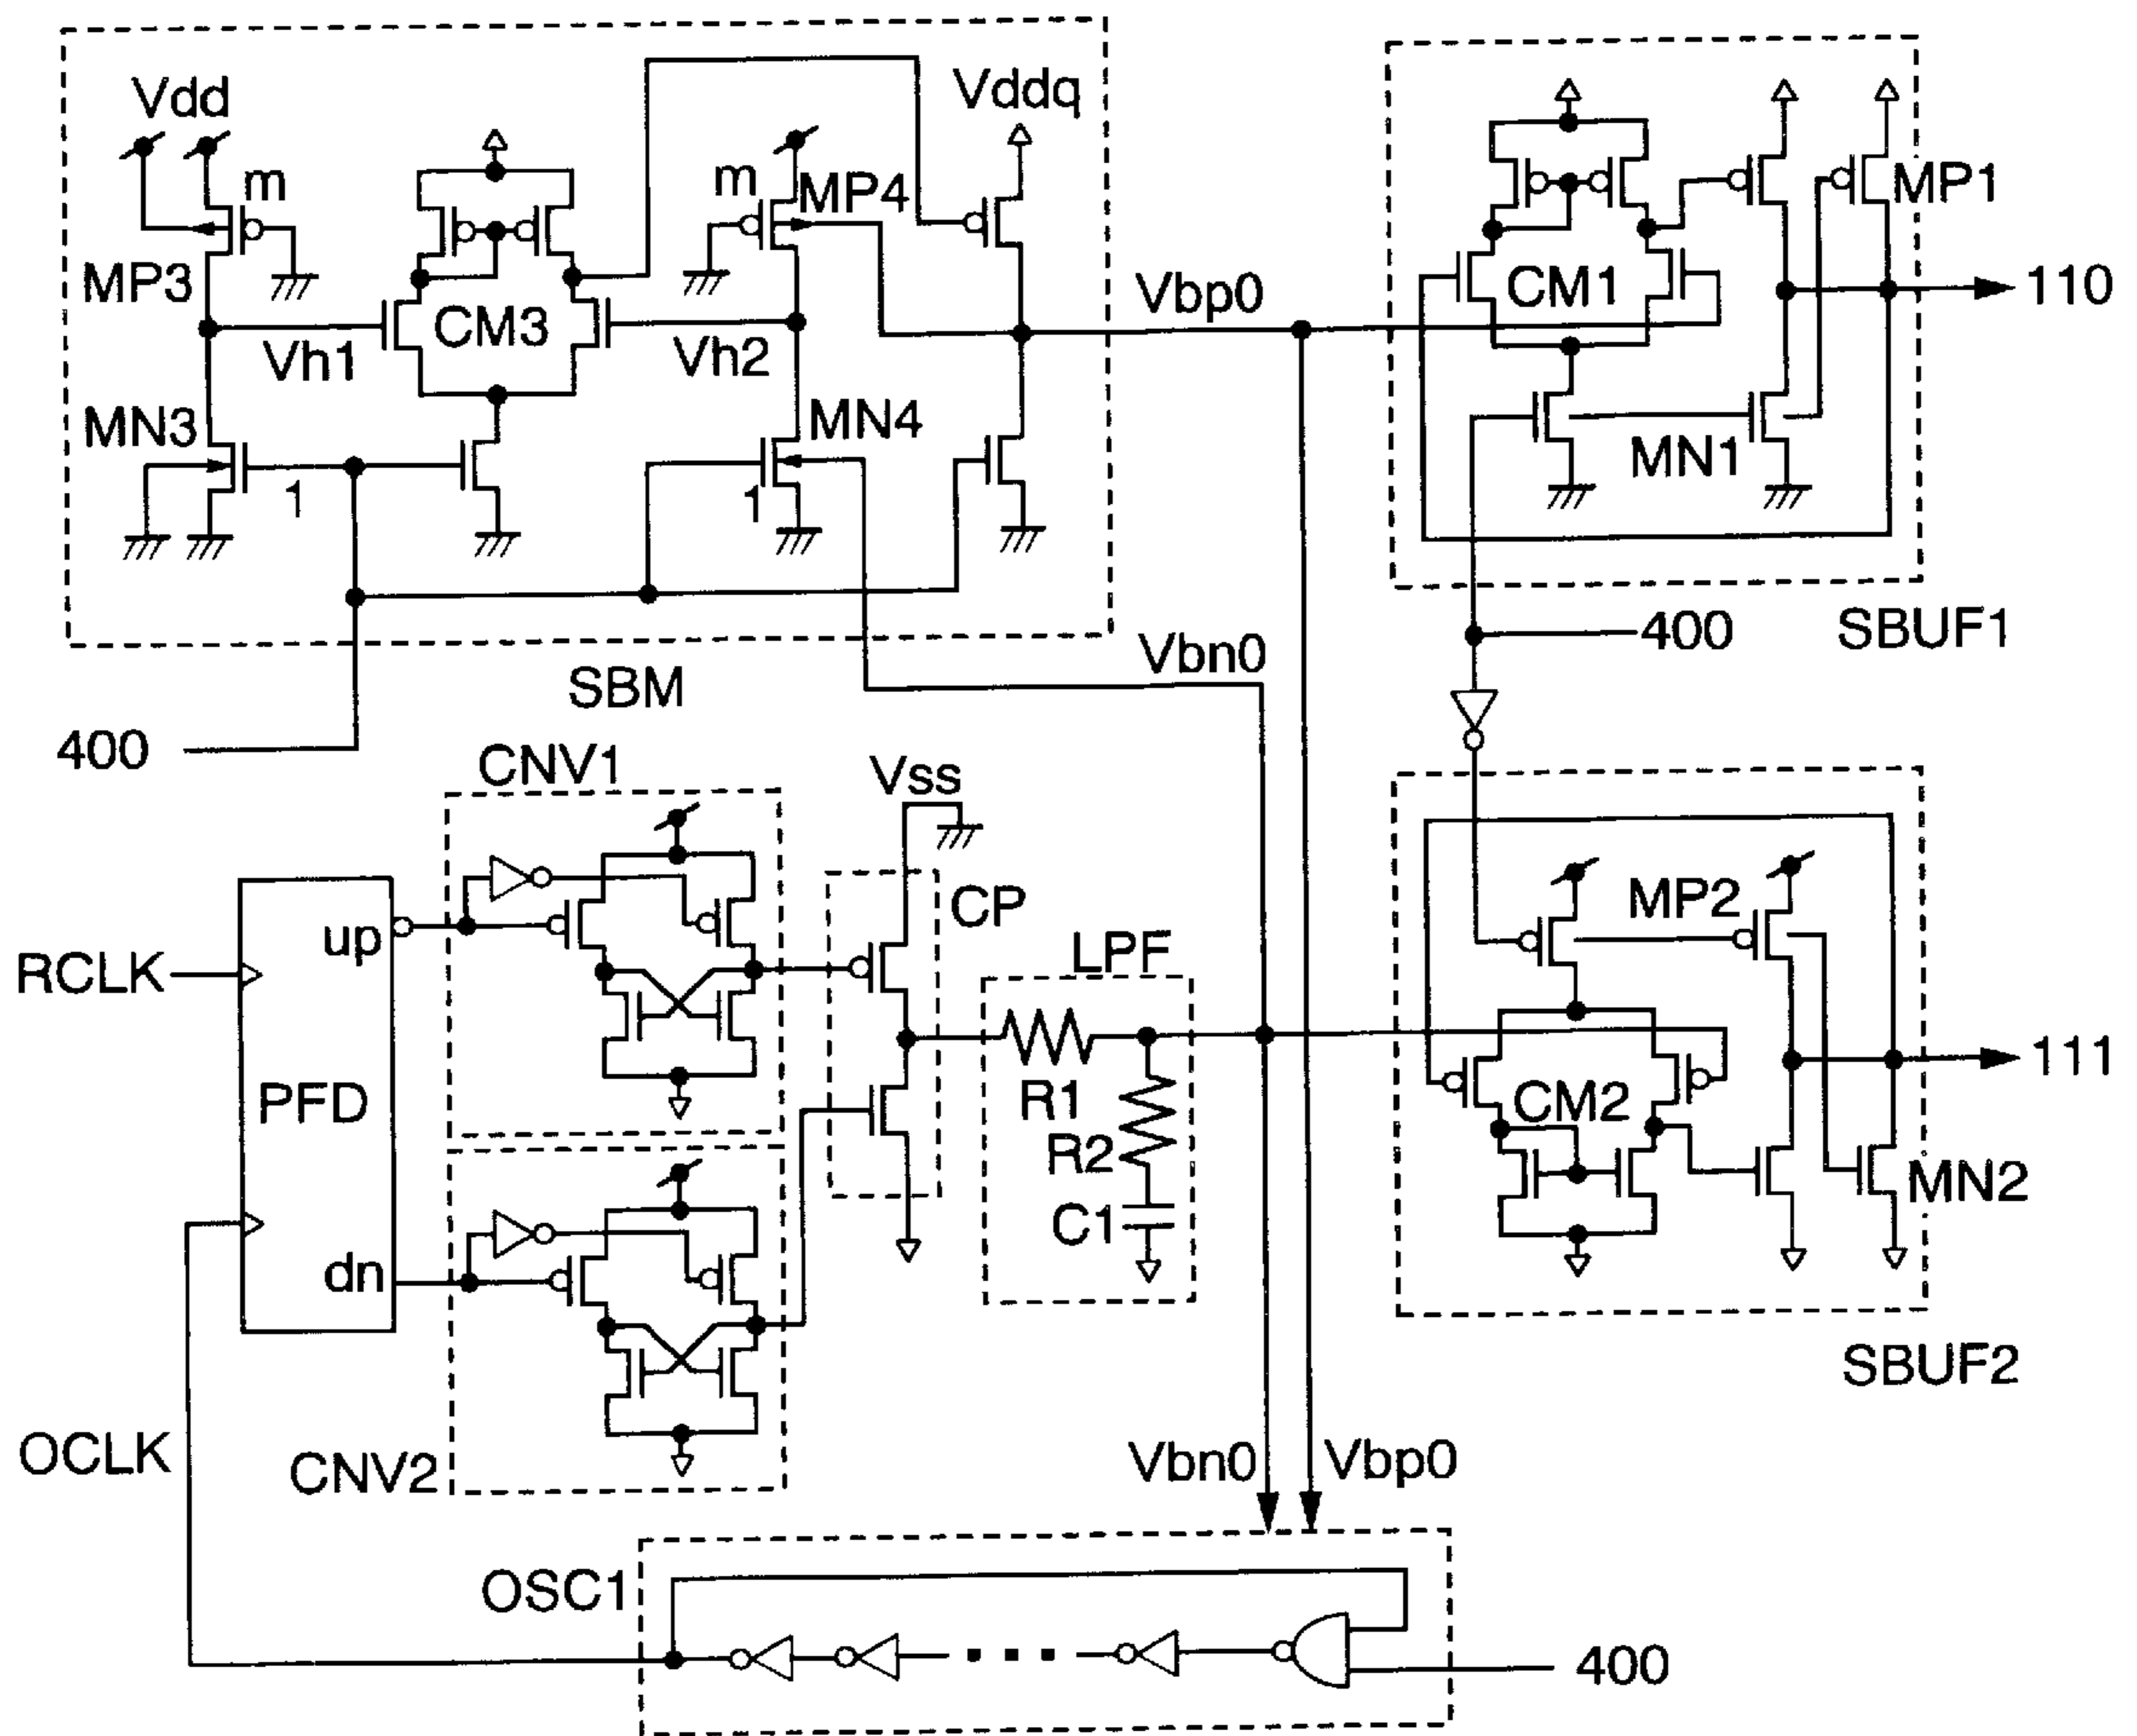 Vdd
m
MP3
Vh1
MN3
1
CM3
m
MP4
Vh2
MN4
1
Vddq
SBM
400
Vbp0
Vbn0
CM1
MP1
MN1
110
400
SBUF1
CNV1
Vss
CP
LPF
R1
R2
C1
RCLK
up
PFD
dn
OCLK
CNV2
MP2
CM2
MN2
111
SBUF2
Vbn0
Vbp0
OSC1
400